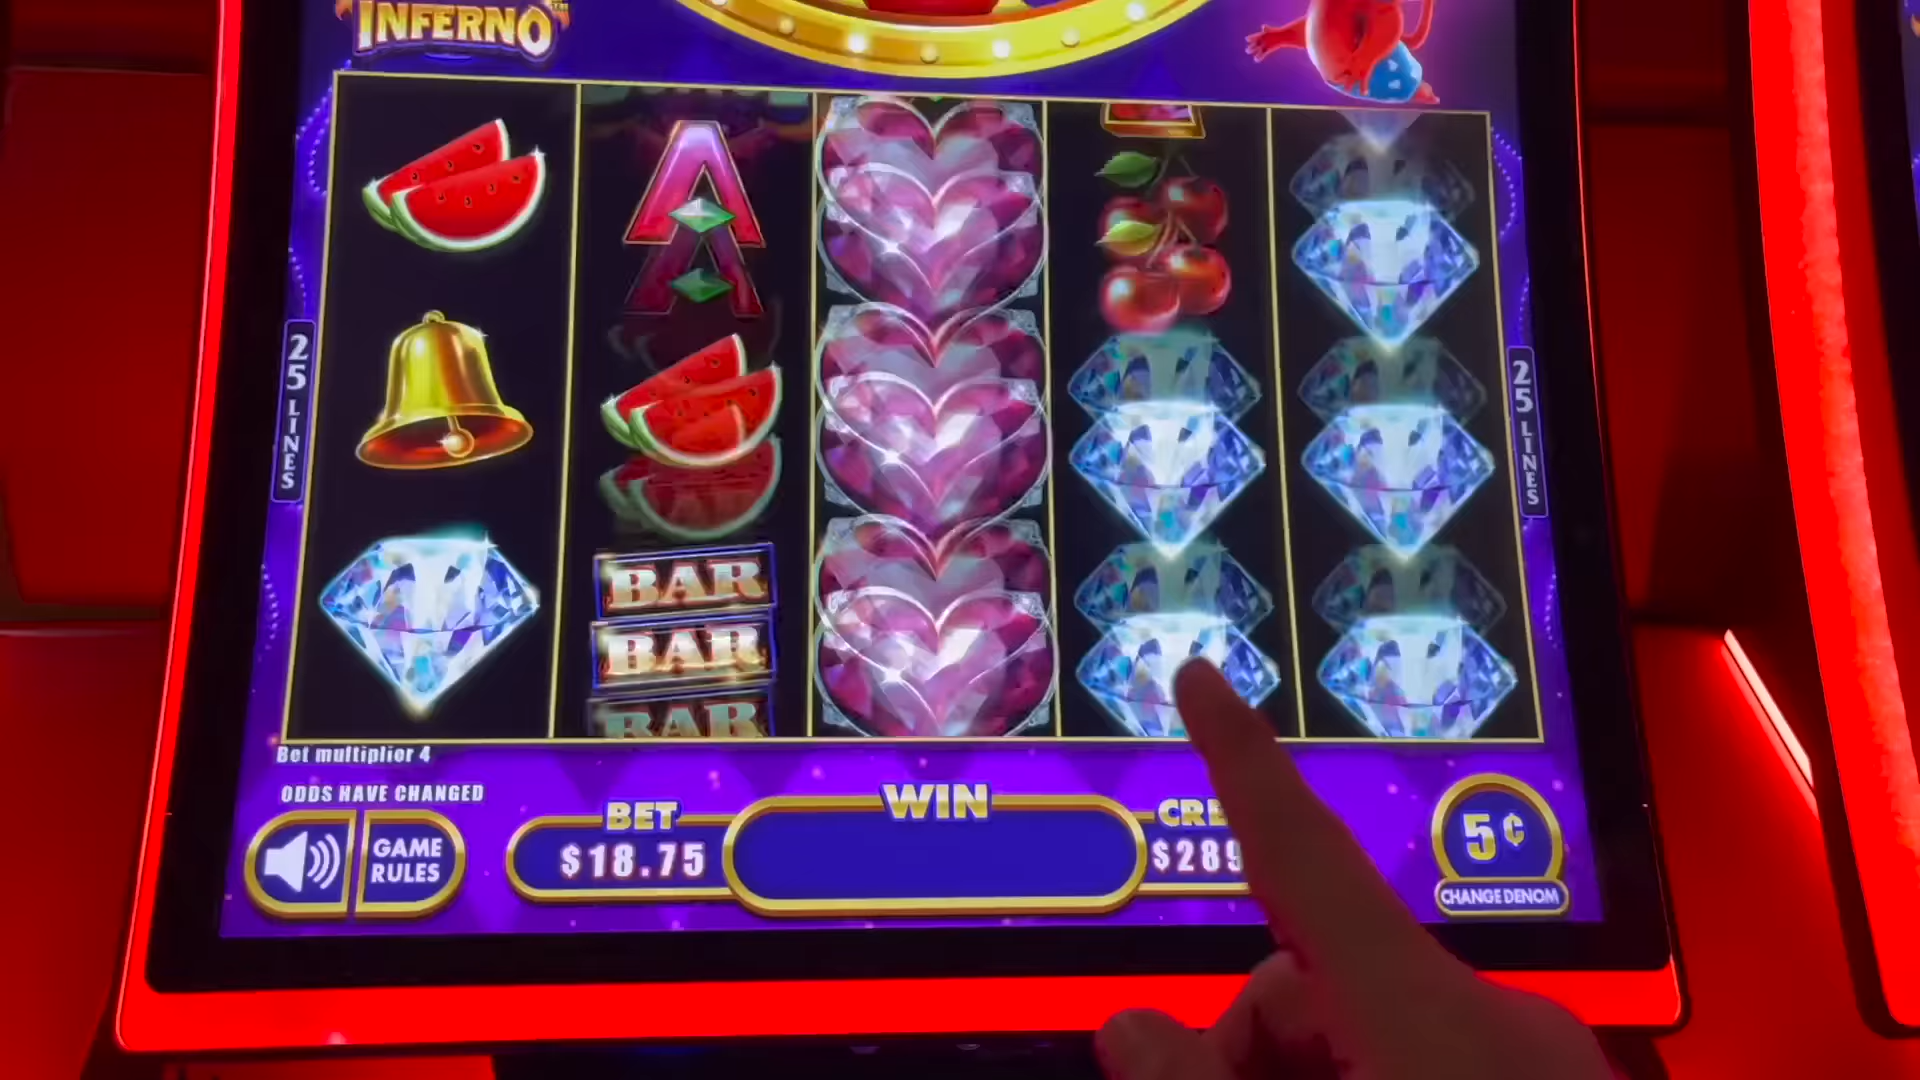 INFERNO
25 LINES
25 LINES
BAR
BAR
BAR
Bet multiplier 4
ODDS HAVE CHANGED
GAME RULES
BET
$18.75
WIN
CRE
$289
5¢
CHANGE DENOM